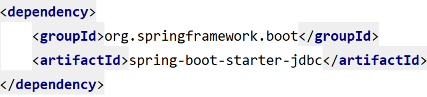 <dependency>
<groupId>org.springframework.boot</groupId>
<artifactId>spring-boot-starter-jdbc</artifactId>
</dependency>